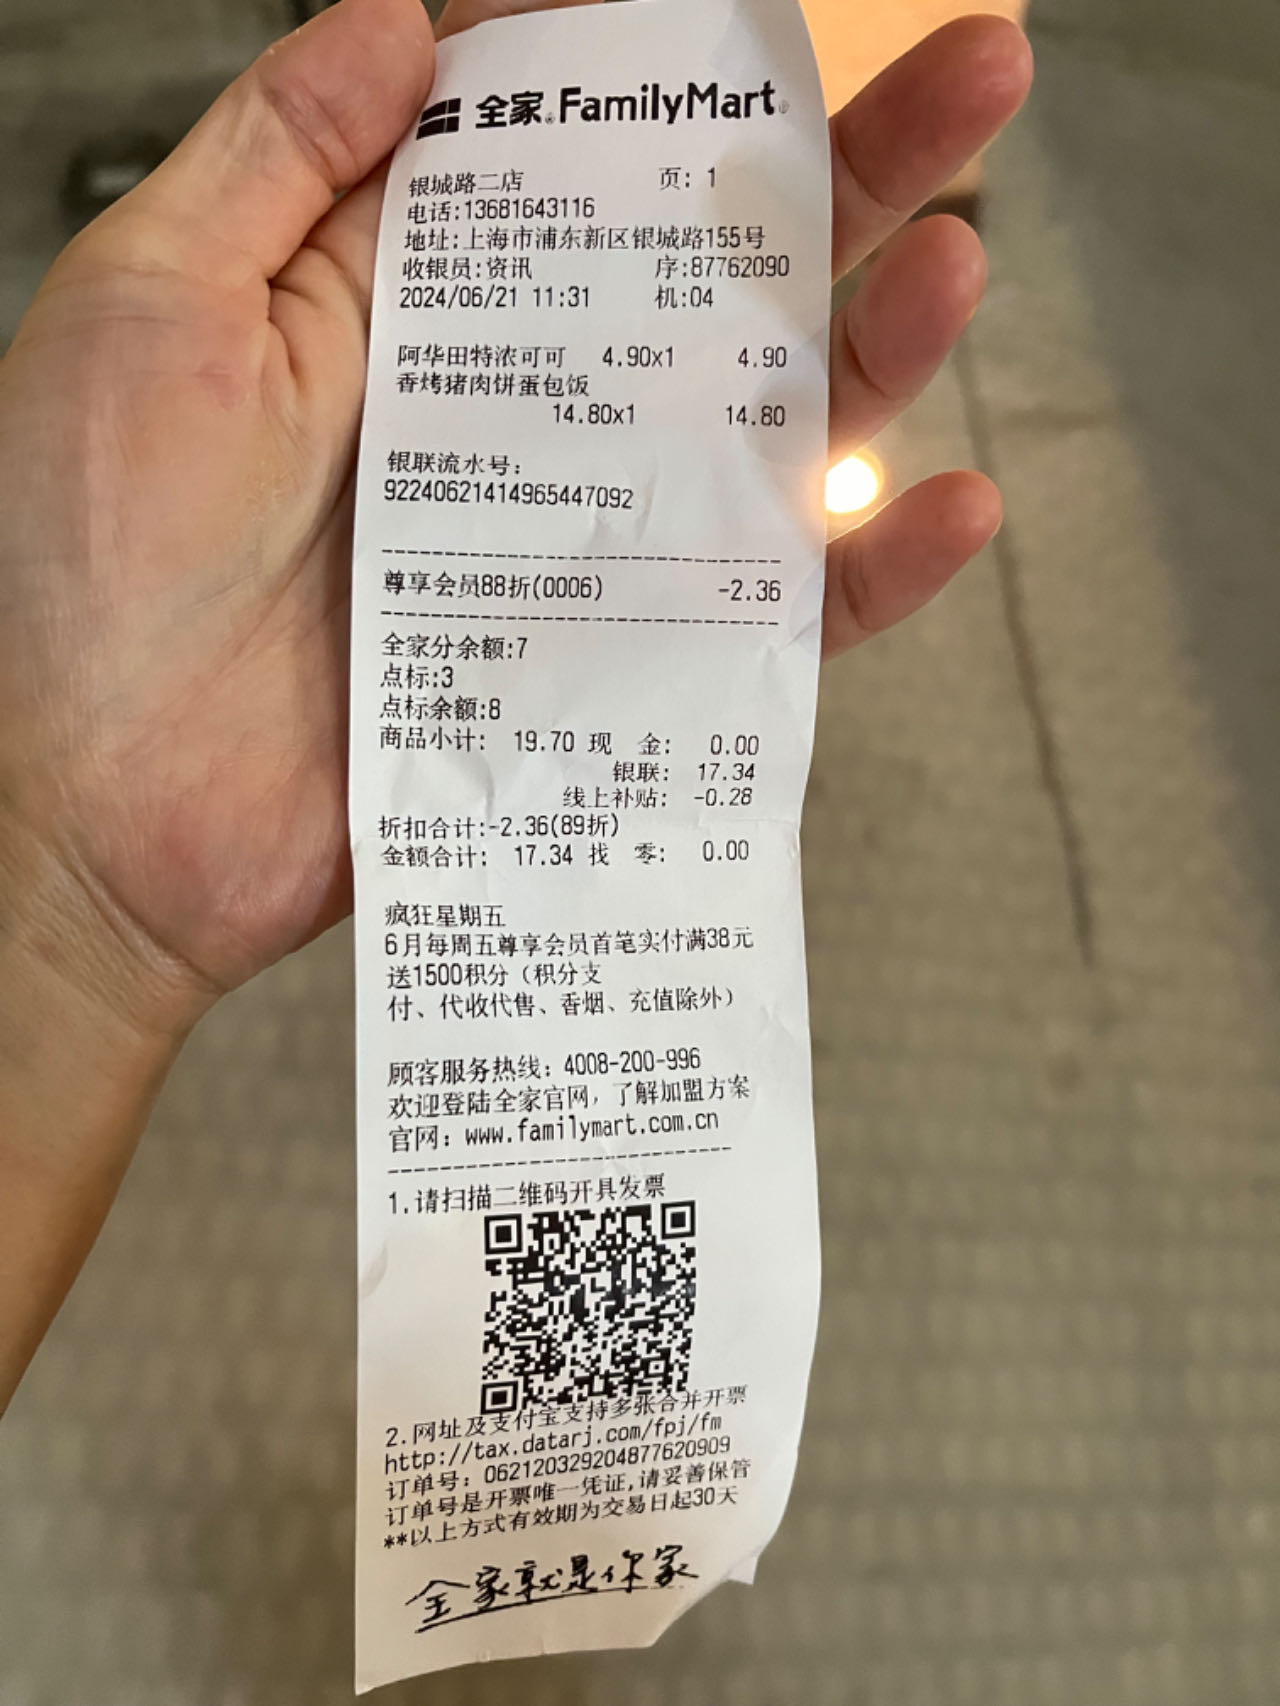 全家 FamilyMart
银城路二店 页: 1
电话:13681643116
地址:上海市浦东新区银城路155号
收银员:资讯 序:87762090
2024/06/21 11:31 机:04
阿华田特浓可可 4.90x1 4.90
香烤猪肉饼蛋包饭
14.80x1 14.80
银联流水号:
92240621414965447092
尊享会员88折(0006) -2.36
全家分余额:7
点标:3
点标余额:8
商品小计: 19.70 现 金: 0.00
银联: 17.34
线上补贴: -0.28
折扣合计:-2.36(89折)
金额合计: 17.34 找 零: 0.00
疯狂星期五
6月每周五尊享会员首笔实付满38元
送1500积分（积分支
付、代收代售、香烟、充值除外）
顾客服务热线: 4008-200-996
欢迎登陆全家官网，了解加盟方案
官网: www.familymart.com.cn
1.请扫描二维码开具发票
2.网址及支付宝支持多张合并开票
http://tax.datarj.com/fpj/fm
订单号: 062120329204877620909
订单号是开票唯一凭证,请妥善保管
**以上方式有效期为交易日起30天
全家就是你家